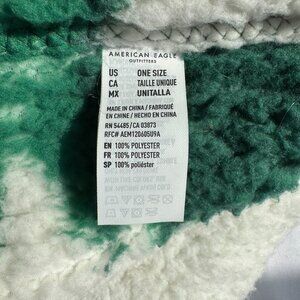 AMERICAN EAGLE
OUTFITTERS
US ONE SIZE
CA TAILLE UNIQUE
MX UNITALLA
MADE IN CHINA / FABRIQUÉ
EN CHINE / HECHO EN CHINA
RN 54485/CA 03873
RFC# AEM12060509A
EN 100% POLYESTER
FR 100% POLYESTER
SP 100% poliéster